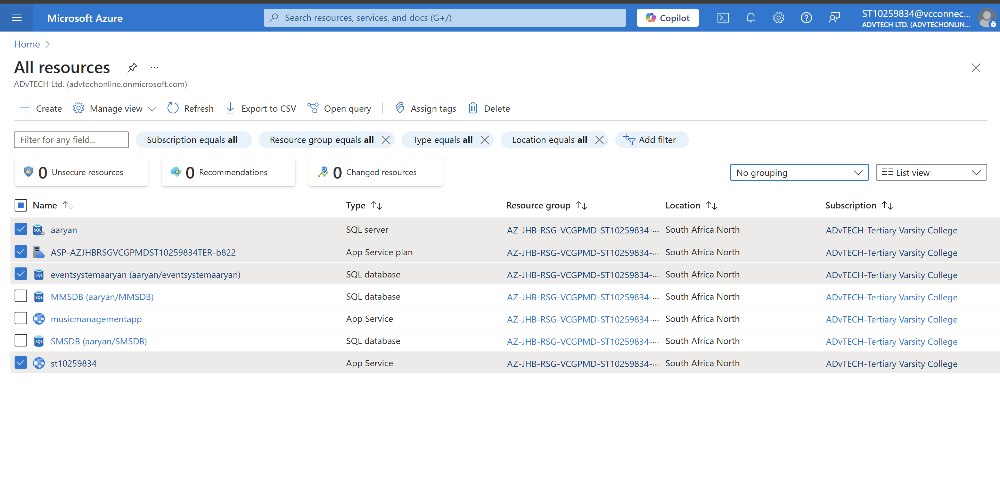 Microsoft Azure
Search resources, services, and docs (G+/)
Copilot
ST10259834@vcconnec...
ADVTECH LTD. (ADVTECHONLIN...
Home
All resources
...
ADvTECH Ltd. (advtechonline.onmicrosoft.com)
Create Manage view Refresh Export to CSV Open query Assign tags Delete
Filter for any field... Subscription equals all Resource group equals all Type equals all Location equals all Add filter
0 Unsecure resources 0 Recommendations 0 Changed resources No grouping List view
Name Type Resource group Location Subscription
SQL aaryan SQL server AZ-JHB-RSG-VCGPMD-ST10259834-... South Africa North ADvTECH-Tertiary Varsity College
ASP-AZJHBRSGVCGPMDST10259834TER-b822 App Service plan AZ-JHB-RSG-VCGPMD-ST10259834-... South Africa North ADvTECH-Tertiary Varsity College
SQL eventsystemaaryan (aaryan/eventsystemaaryan) SQL database AZ-JHB-RSG-VCGPMD-ST10259834-... South Africa North ADvTECH-Tertiary Varsity College
SQL MMSDB (aaryan/MMSDB) SQL database AZ-JHB-RSG-VCGPMD-ST10259834-... South Africa North ADvTECH-Tertiary Varsity College
musicmanagementapp App Service AZ-JHB-RSG-VCGPMD-ST10259834-... South Africa North ADvTECH-Tertiary Varsity College
SQL SMSDB (aaryan/SMSDB) SQL database AZ-JHB-RSG-VCGPMD-ST10259834-... South Africa North ADvTECH-Tertiary Varsity College
st10259834 App Service AZ-JHB-RSG-VCGPMD-ST10259834-... South Africa North ADvTECH-Tertiary Varsity College